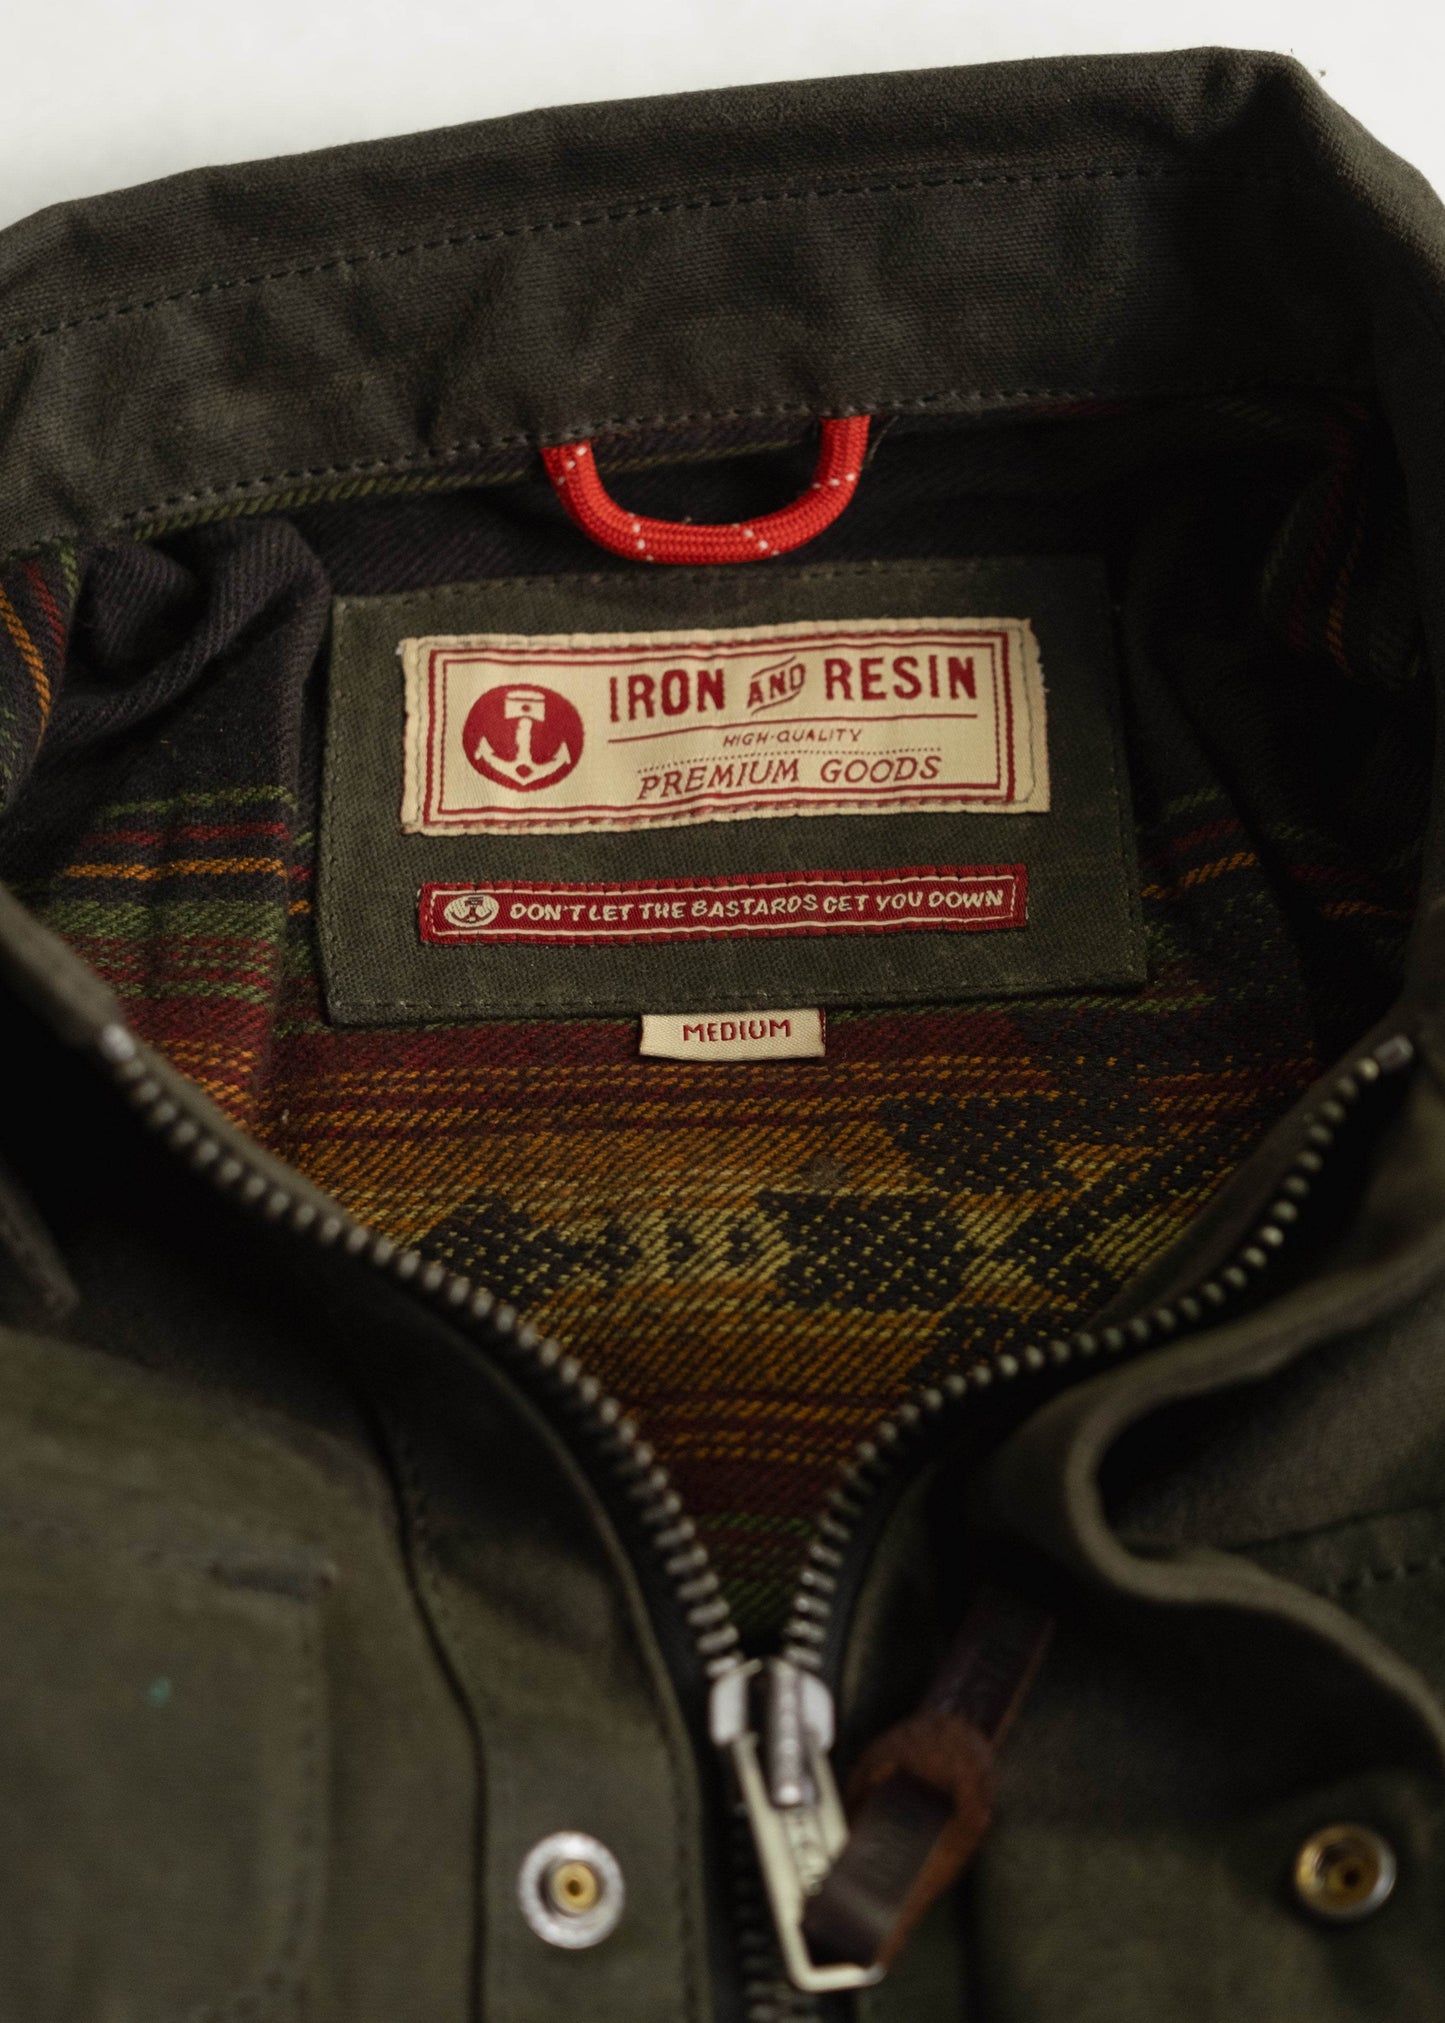 IRON AND RESIN
HIGH-QUALITY
PREMIUM GOODS
DON'T LET THE BASTARDS GET YOU DOWN
MEDIUM